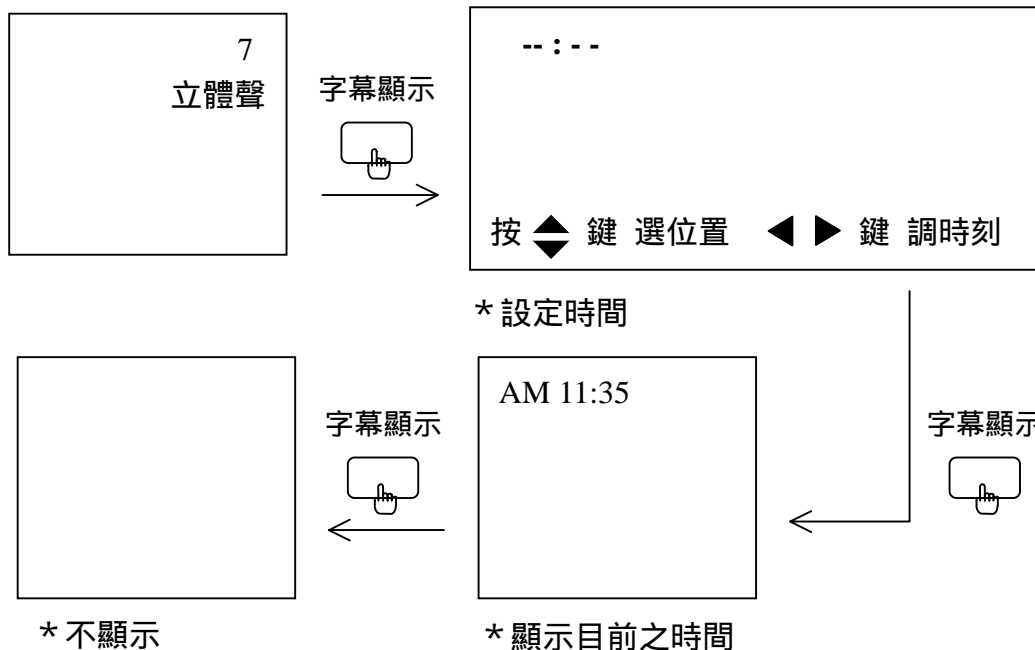 7
立體聲
字幕顯示
--:--
按 鍵 選位置 鍵 調時刻
*設定時間
字幕顯示
AM 11:35
字幕顯示
*顯示目前之時間
*不顯示